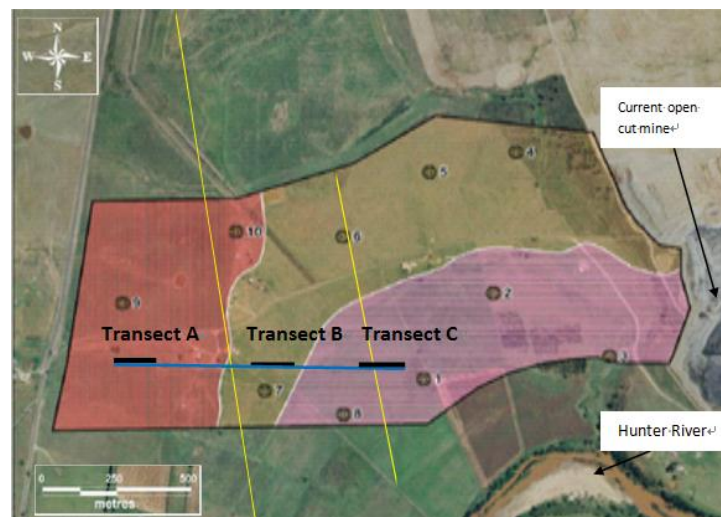 N
W E
S
Current open
cut mine↵
4
5
10
6
2
9
Transect A
Transect B
Transect C
3
1
7
8
Hunter River↵
0 250 500
metres